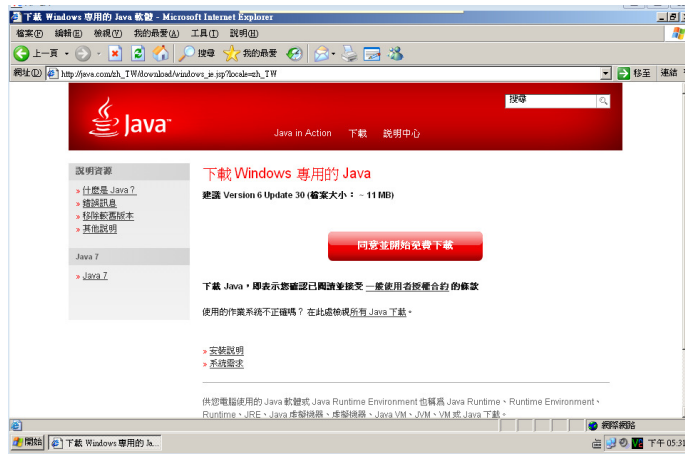 下載 Windows 專用的 Java 軟體 - Microsoft Internet Explorer
檔案(F) 編輯(E) 檢視(V) 我的最愛(A) 工具(T) 說明(H)
上一頁 搜尋 我的最愛
網址(D) http://java.com/zh_TW/download/windows_ie.jsp?locale=zh_TW 移至 連結
Java™
搜尋
Java in Action 下載 說明中心
說明資源
» 什麼是 Java？
» 錯誤訊息
» 移除較舊版本
» 其他說明
Java 7
» Java 7
下載 Windows 專用的 Java
建議 Version 6 Update 30 (檔案大小： ~ 11 MB)
同意並開始免費下載
下載 Java，即表示您確認已閱讀並接受 一般使用者授權合約 的條款
使用的作業系統不正確嗎？ 在此處檢視所有 Java 下載。
» 安裝說明
» 系統需求
供您電腦使用的 Java 軟體或 Java Runtime Environment 也稱為 Java Runtime、Runtime Environment、
Runtime、JRE、Java 虛擬機器、虛擬機器、Java VM、JVM、VM 或 Java 下載。
網際網路
開始 下載 Windows 專用的 Ja... 下午 05:31